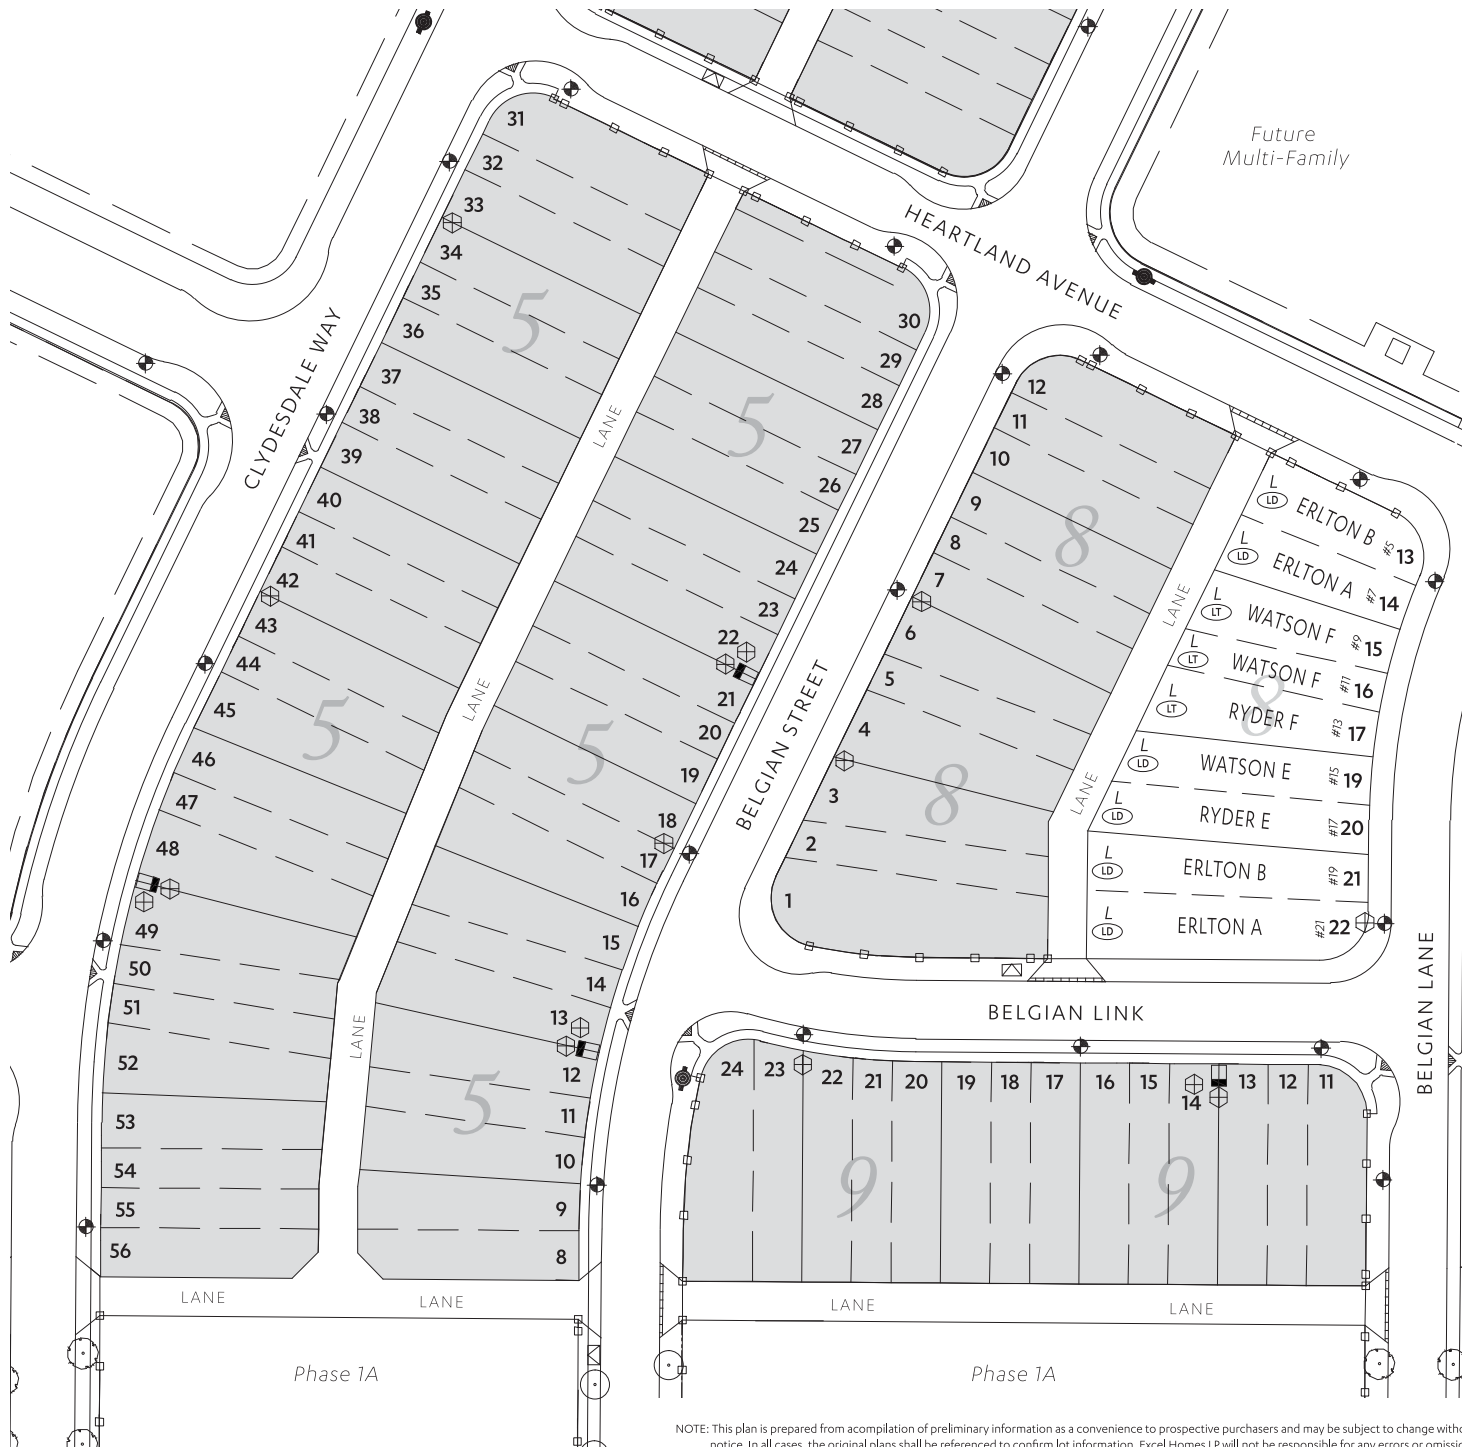 Future
Multi-Family
HEARTLAND AVENUE
CLYDESDALE WAY
31
32
33
34
35
36
37
38
39
40
41
42
43
44
45
46
47
48
49
50
51
52
53
54
55
56
5
5
LANE
LANE
LANE
5
5
5
30
29
28
27
26
25
24
23
22
21
20
19
18
17
16
15
14
13
12
11
10
9
8
BELGIAN STREET
12
11
10
9
8
7
6
5
4
3
2
1
8
8
8
LANE
LANE
L LD ERLTON B #5 13
L LD ERLTON A #7 14
L LT WATSON F #9 15
L LT WATSON F #11 16
L LT RYDER F #13 17
L LD WATSON E #15 19
L LD RYDER E #17 20
L LD ERLTON B #19 21
L LD ERLTON A #21 22
BELGIAN LANE
BELGIAN LINK
24 23 22 21 20 19 18 17 16 15 14 13 12 11
9 9
LANE LANE LANE LANE
Phase 1A Phase 1A
NOTE: This plan is prepared from acompilation of preliminary information as a convenience to prospective purchasers and may be subject to change
notice. In all cases, the original plans shall be referenced to confirm lot information. Excel Homes LP will not be responsible for any errors or